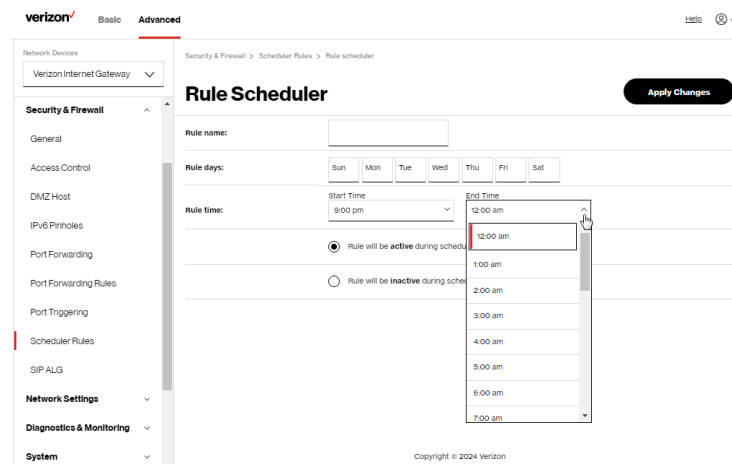 verizon
Basic
Advanced
Help
Network Devices
Verizon Internet Gateway
Security & Firewall
General
Access Control
DMZ Host
IPv6 Pinholes
Port Forwarding
Port Forwarding Rules
Port Triggering
Scheduler Rules
SIP ALG
Network Settings
Diagnostics & Monitoring
System
Security & Firewall > Scheduler Rules > Rule scheduler
Rule Scheduler
Apply Changes
Rule name:
Rule days:
Sun Mon Tue Wed Thu Fri Sat
Rule time:
Start Time
9:00 pm
End Time
12:00 am
12:00 am
1:00 am
2:00 am
3:00 am
4:00 am
5:00 am
6:00 am
7:00 am
Rule will be active during schedu
Rule will be inactive during sche
Copyright © 2024 Verizon